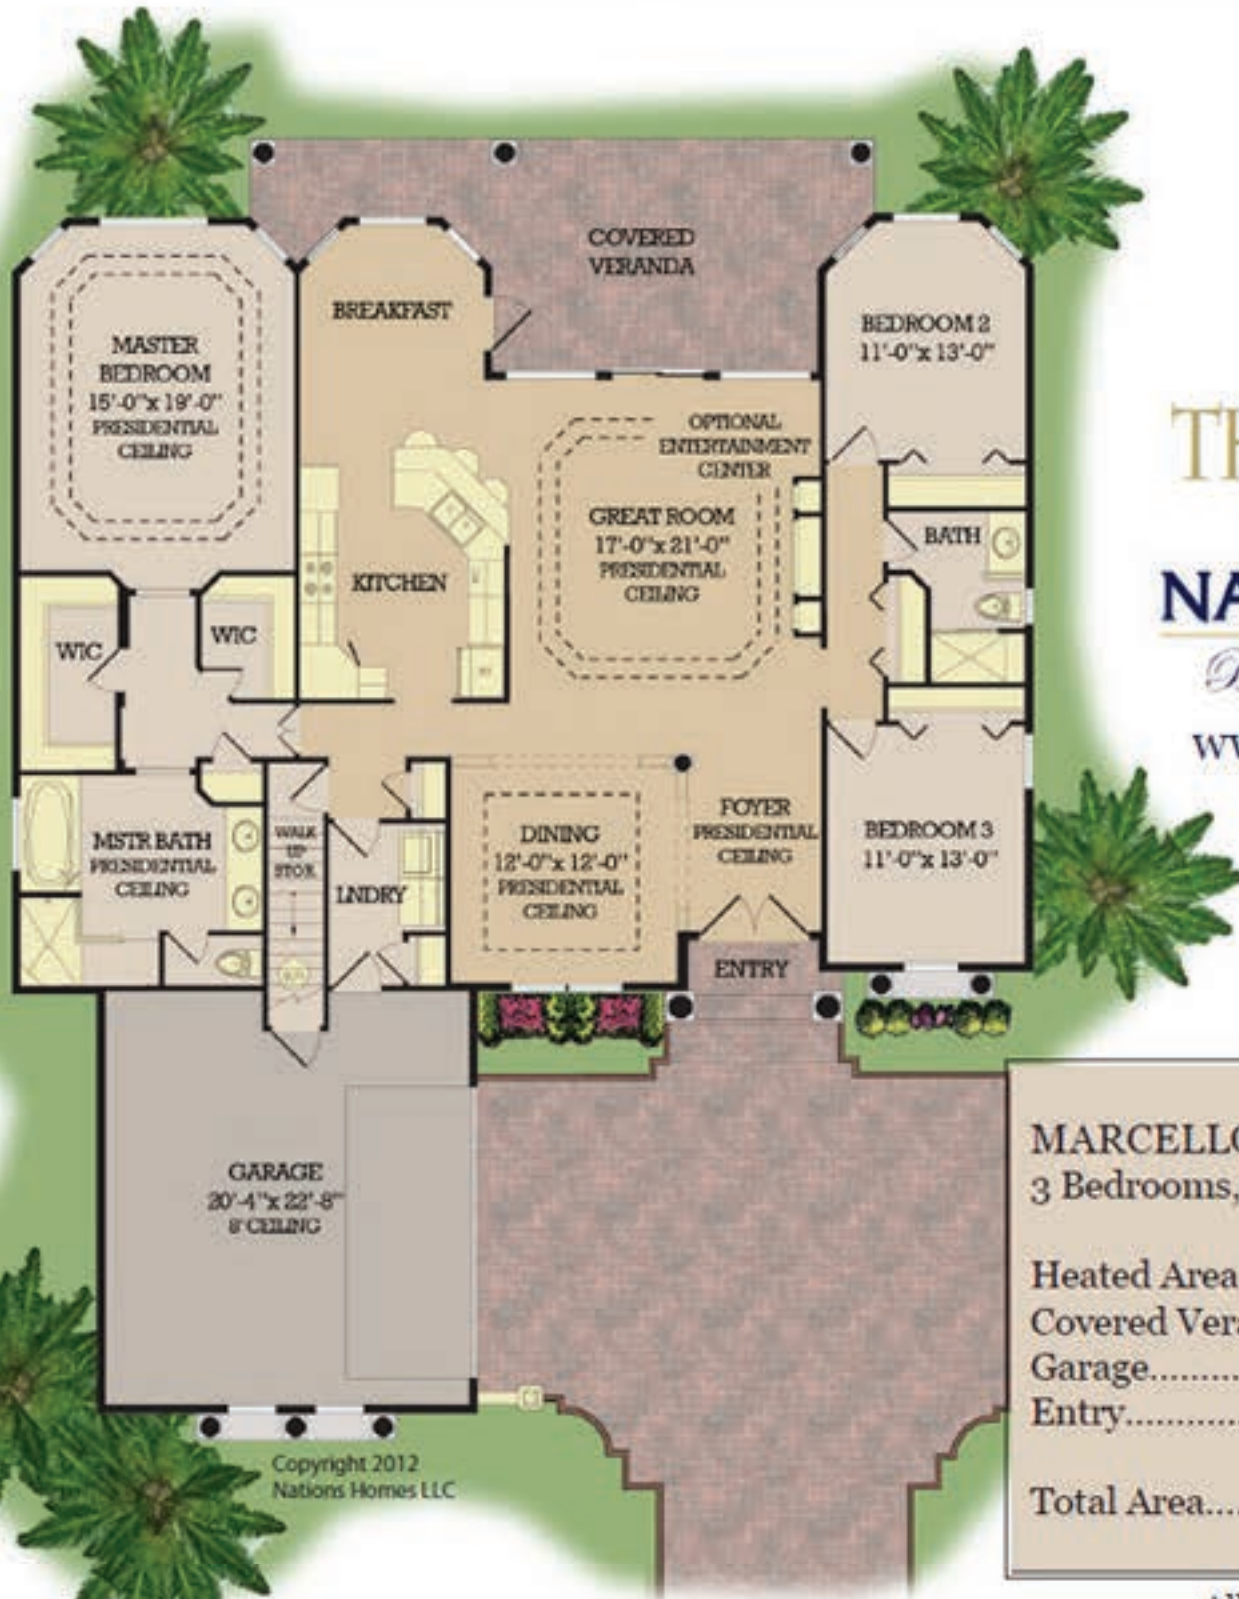 COVERED
VERANDA
BREAKFAST
MASTER
BEDROOM
15'-0"x 19'-0"
PRESIDENTIAL
CEILING
BEDROOM 2
11'-0"x 13'-0"
OPTIONAL
ENTERTAINMENT
CENTER
GREAT ROOM
17'-0"x 21'-0"
PRESIDENTIAL
CEILING
BATH
KITCHEN
WIC
WIC
MSTR BATH
PRESIDENTIAL
CEILING
WALK
UP
STOR.
LNDRY
DINING
12'-0"x 12'-0"
PRESIDENTIAL
CEILING
FOYER
PRESIDENTIAL
CEILING
BEDROOM 3
11'-0"x 13'-0"
ENTRY
GARAGE
20'-4"x 22'-8"
8' CEILING
Copyright 2012
Nations Homes LLC
TH
NA
MARCELLO
3 Bedrooms,
Heated Area
Covered Vera
Garage..........
Entry............
Total Area....